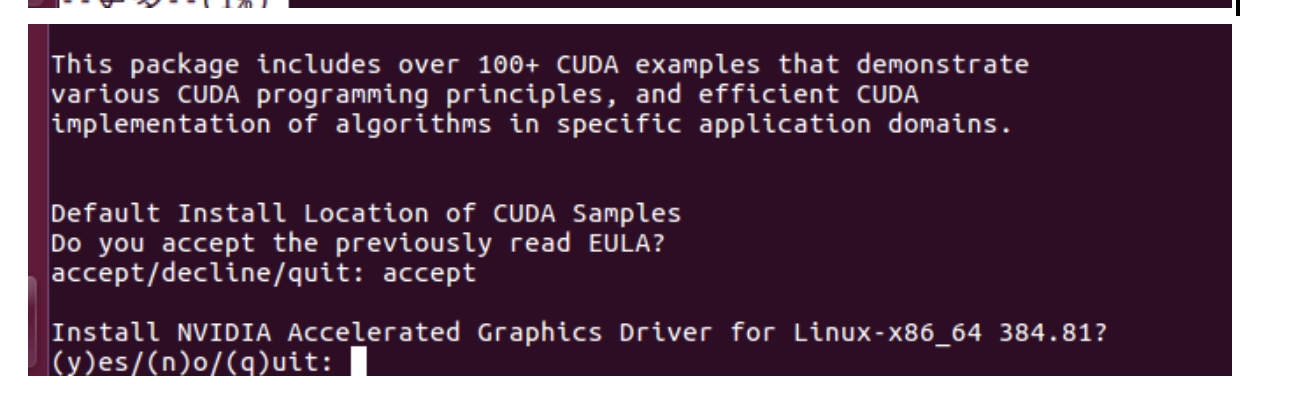 This package includes over 100+ CUDA examples that demonstrate
various CUDA programming principles, and efficient CUDA
implementation of algorithms in specific application domains.
Default Install Location of CUDA Samples
Do you accept the previously read EULA?
accept/decline/quit: accept
Install NVIDIA Accelerated Graphics Driver for Linux-x86_64 384.81?
(y)es/(n)o/(q)uit: